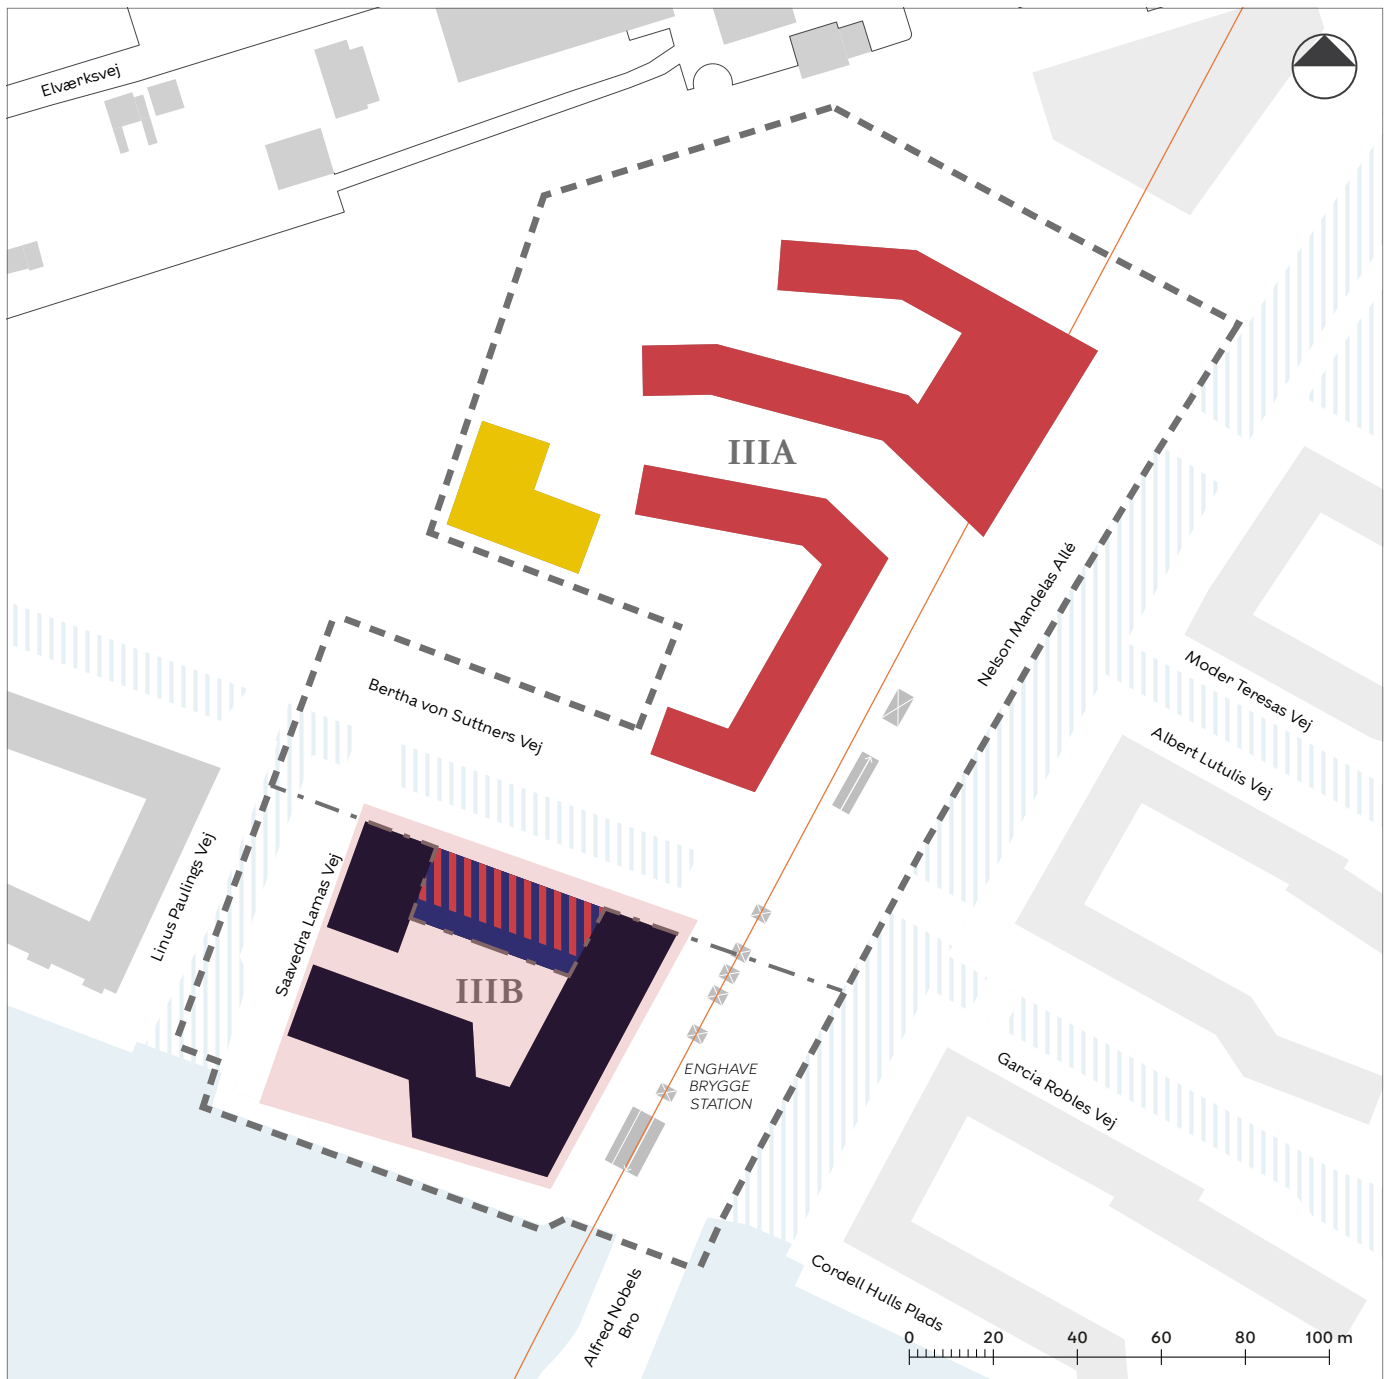 Elværksvej
IIIA
Nelson Mandelas Allé
Moder Teresas Vej
Bertha von Suttners Vej
Albert Lutulis Vej
Linus Paulings Vej
Saavedra Lamas Vej
IIIB
ENGHAVE
BRYGGE
STATION
Garcia Robles Vej
Cordell Hulls Plads
Alfred Nobels
Bro
0 20 40 60 80 100 m